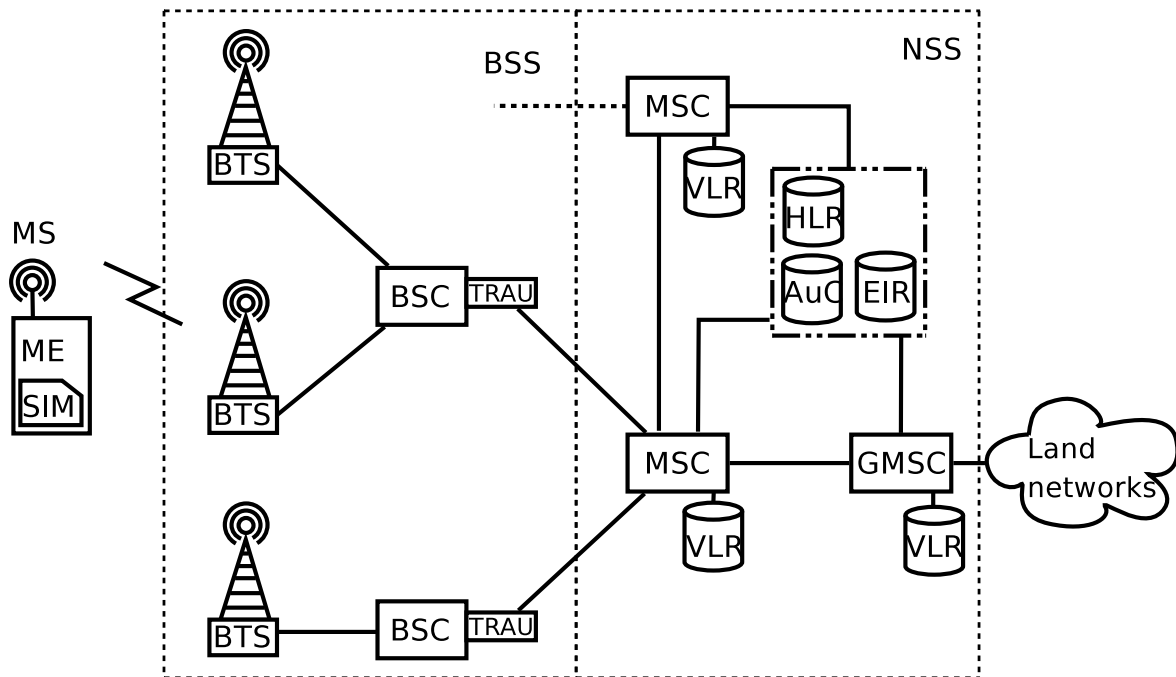 BSS
NSS
MSC
BTS
VLR
HLR
MS
BSC
TRAU
AuC
EIR
ME
SIM
BTS
MSC
GMSC
Land
networks
VLR
VLR
BTS
BSC
TRAU